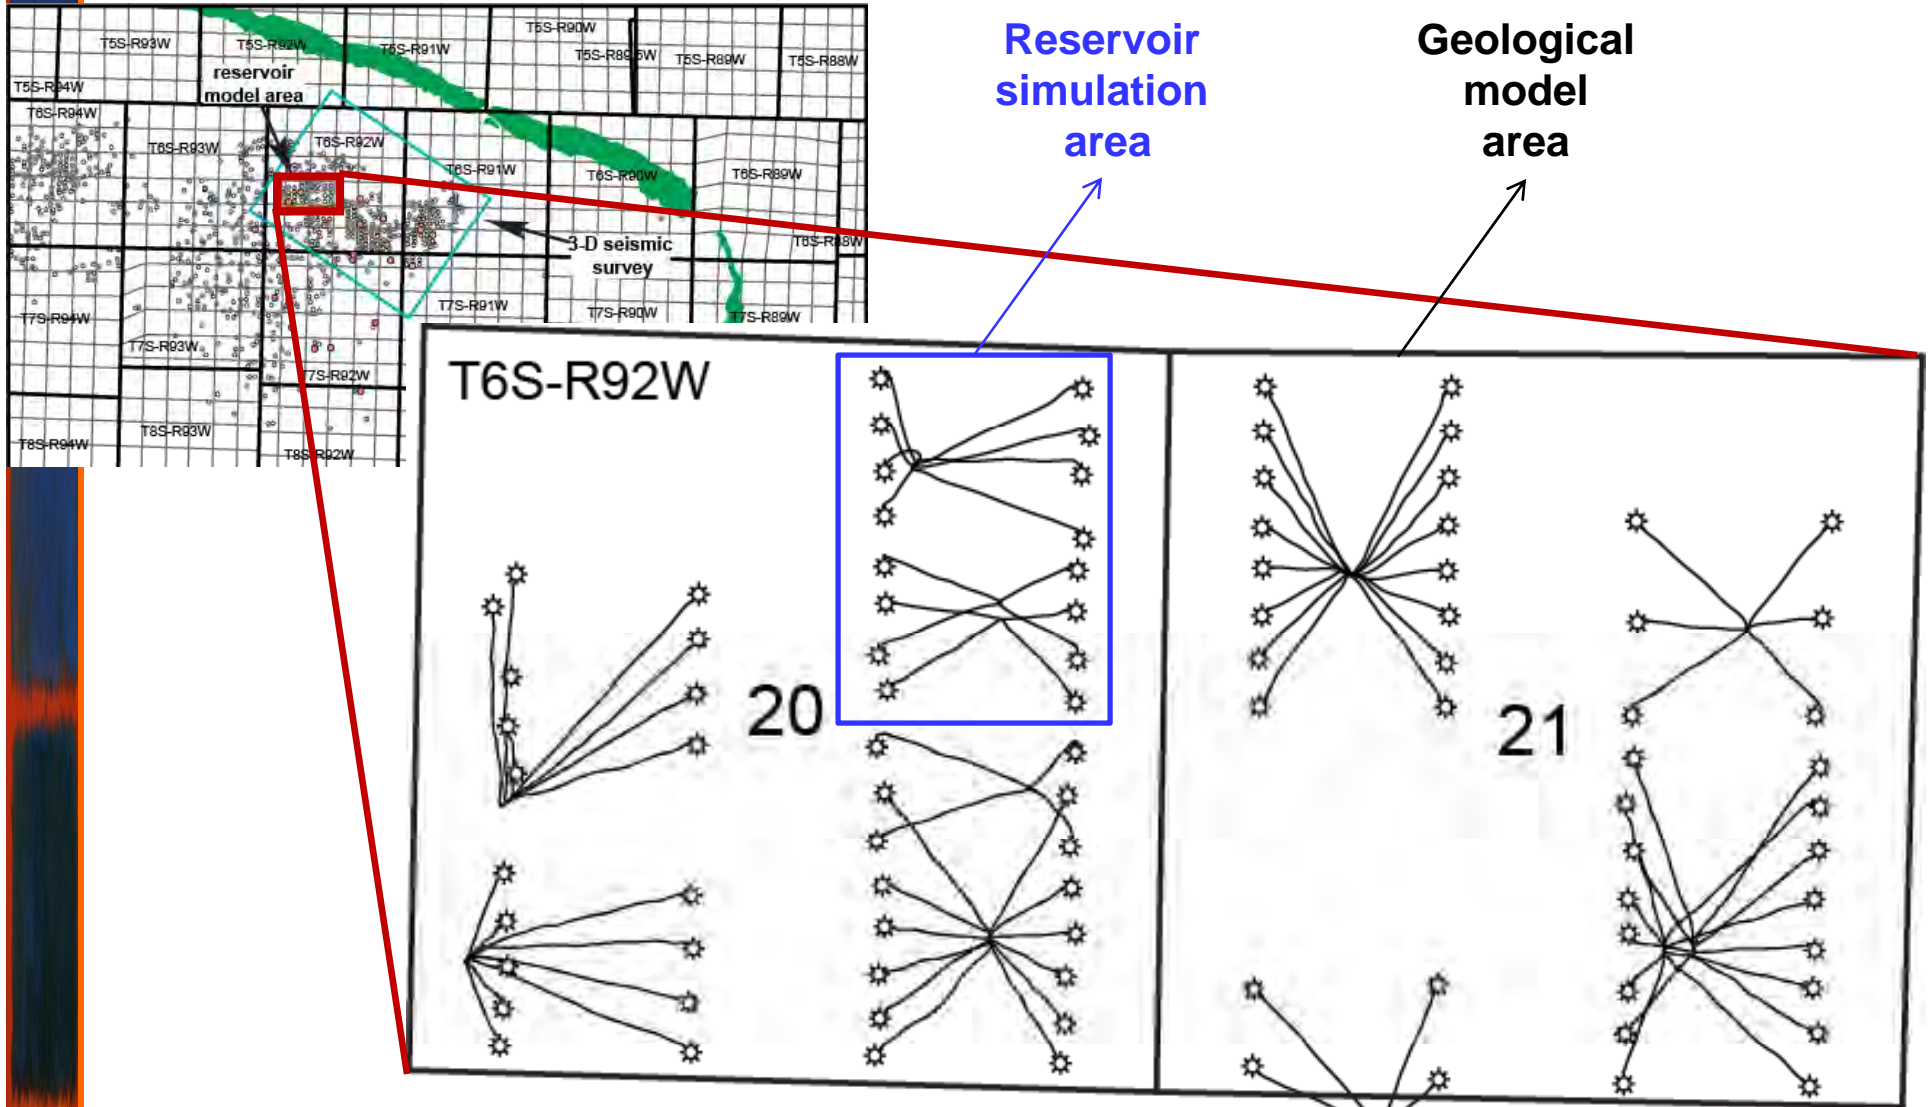 T5S-R93W
T5S-R92W
T5S-R91W
T5S-R90W
T5S-R89.5W
T5S-R89W
T5S-R88W
reservoir
model area
T5S-R94W
T6S-R94W
T6S-R93W
T6S-R92W
T6S-R91W
T6S-R90W
T6S-R89W
T6S-R88W
3-D seismic
survey
T7S-R94W
T7S-R93W
T7S-R92W
T7S-R91W
T7S-R90W
T7S-R89W
T8S-R94W
T8S-R93W
T8S-R92W
Reservoir
simulation
area
Geological
model
area
T6S-R92W
20
21